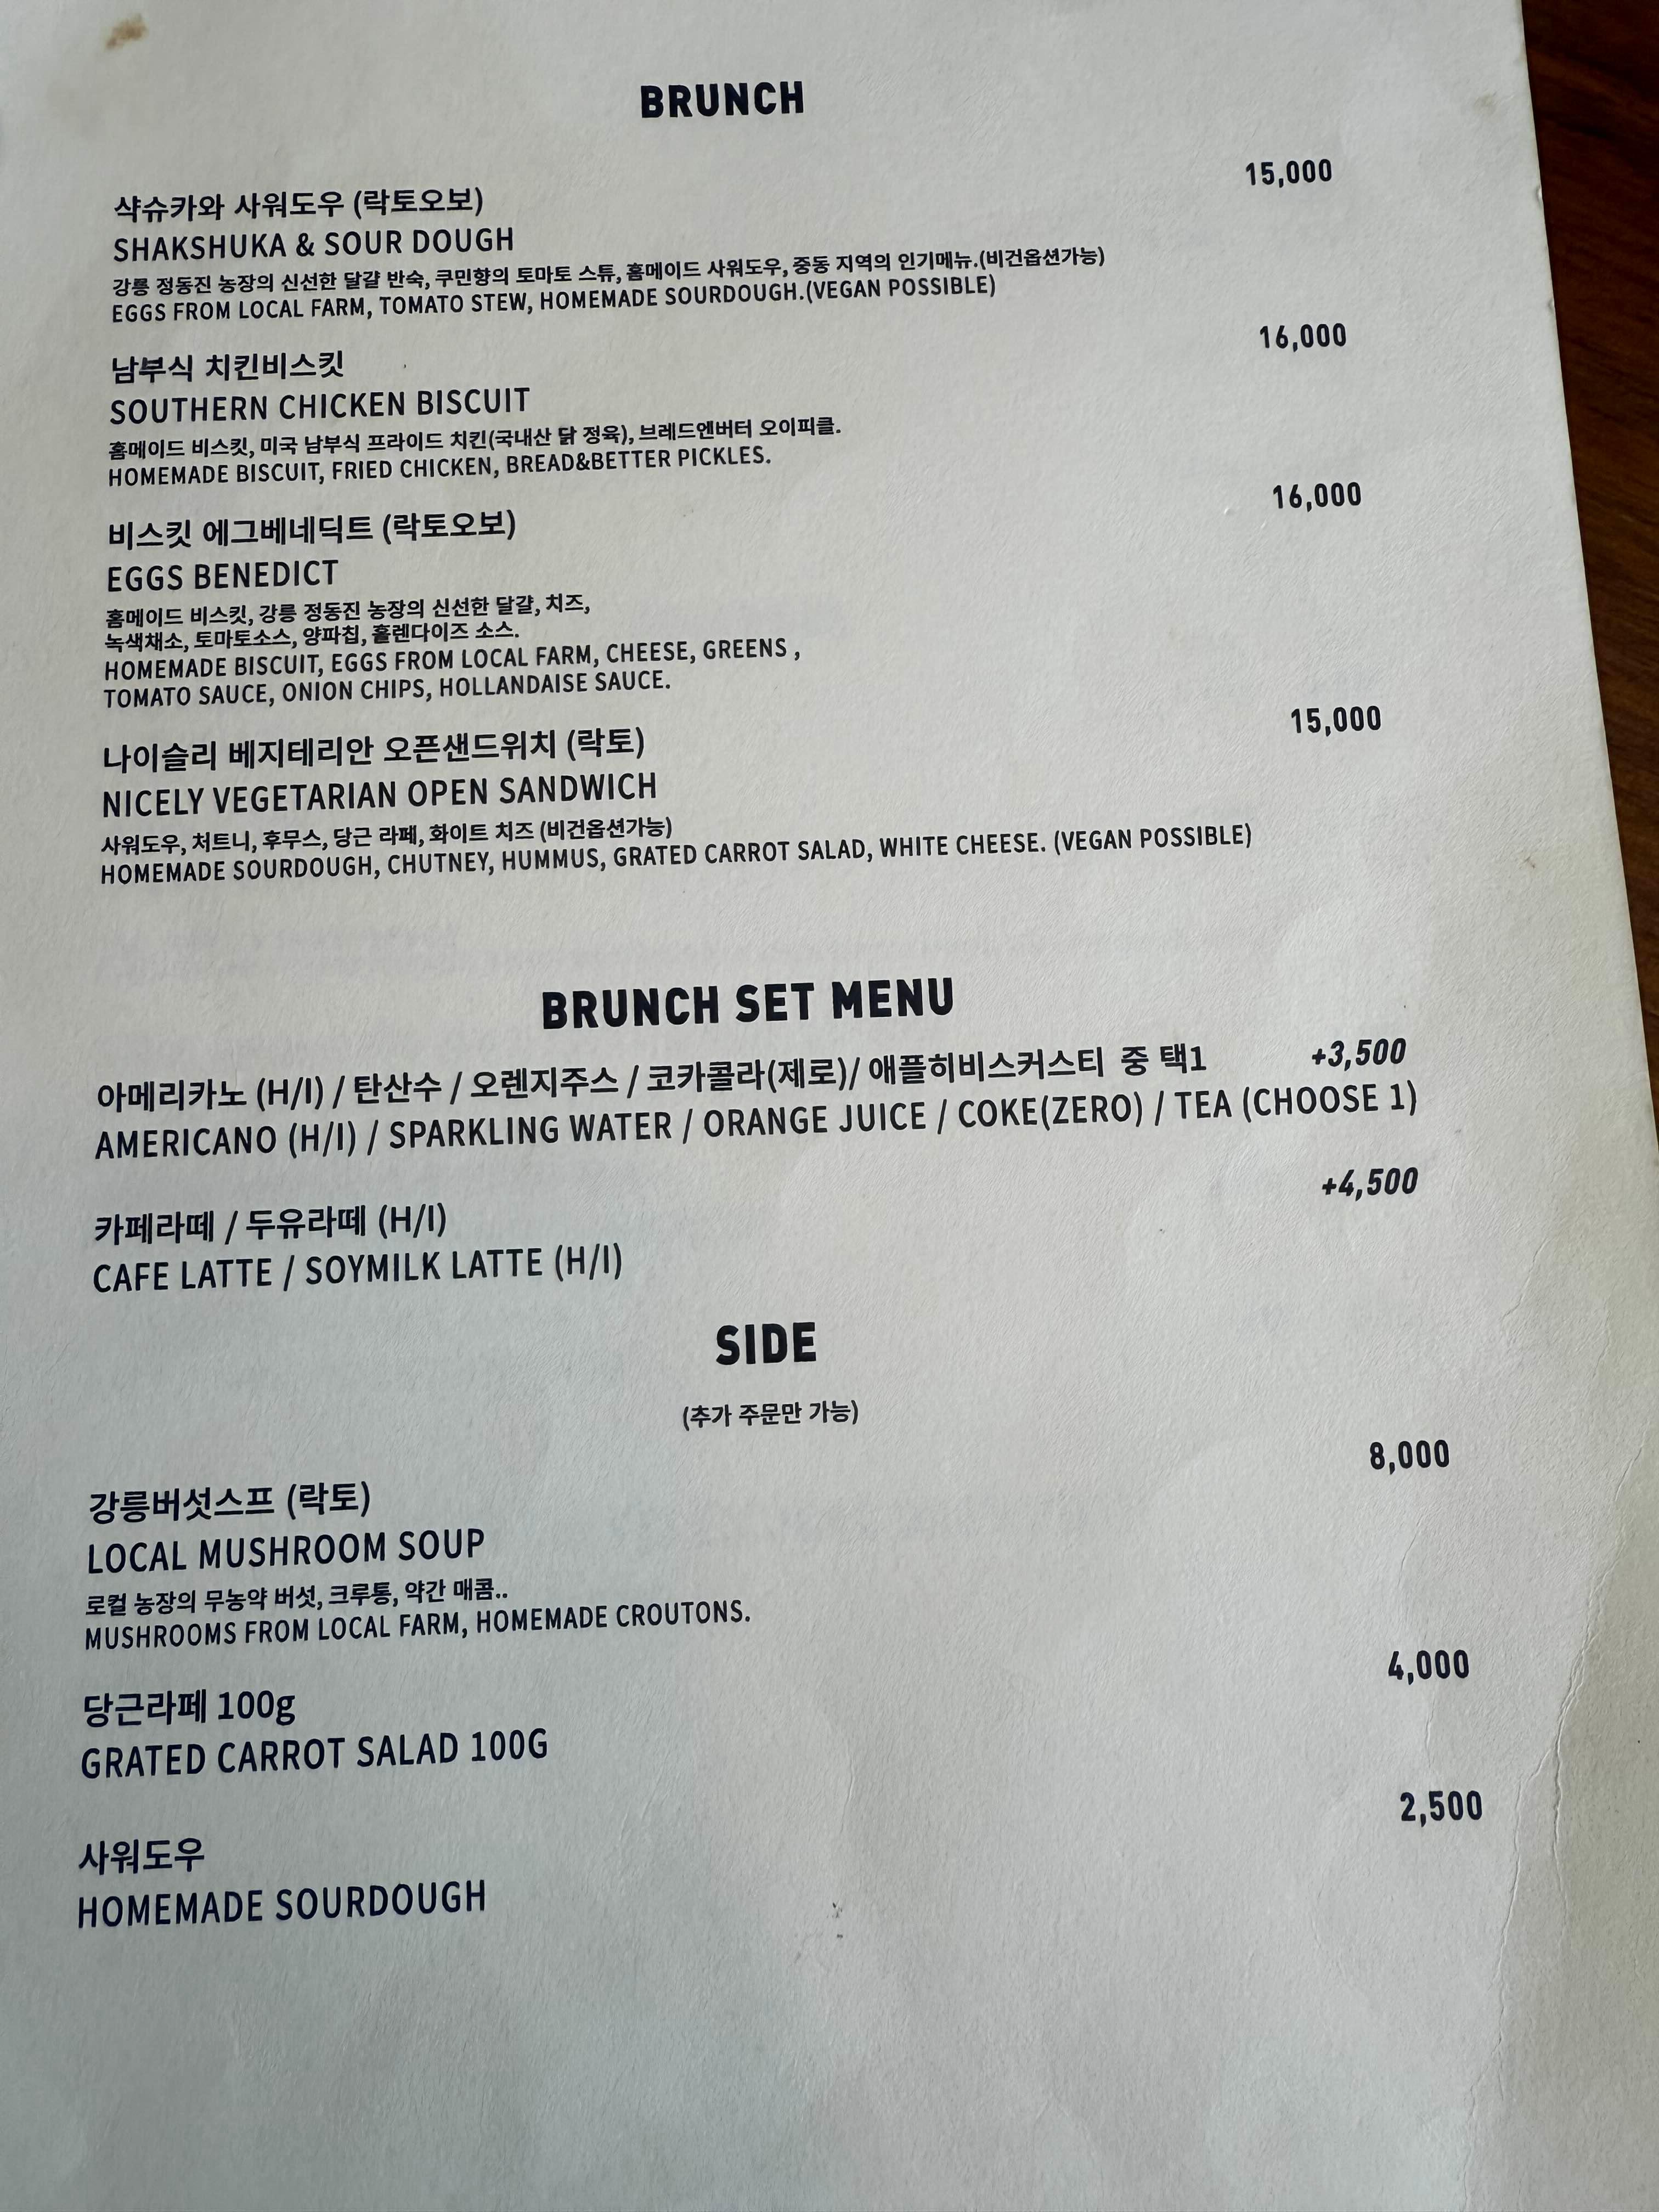 BRUNCH
샥슈카와 사워도우 (락토오보) 15,000
SHAKSHUKA & SOUR DOUGH
강릉 정동진 농장의 신선한 달걀 반숙, 쿠민향의 토마토 스튜, 홈메이드 사워도우, 중동 지역의 인기메뉴.(비건옵션가능)
EGGS FROM LOCAL FARM, TOMATO STEW, HOMEMADE SOURDOUGH.(VEGAN POSSIBLE)
남부식 치킨비스킷 16,000
SOUTHERN CHICKEN BISCUIT
홈메이드 비스킷, 미국 남부식 프라이드 치킨(국내산 닭 정육), 브레드엔버터 오이피클.
HOMEMADE BISCUIT, FRIED CHICKEN, BREAD&BETTER PICKLES.
비스킷 에그베네딕트 (락토오보) 16,000
EGGS BENEDICT
홈메이드 비스킷, 강릉 정동진 농장의 신선한 달걀, 치즈,
녹색채소, 토마토소스, 양파칩, 홀렌다이즈 소스.
HOMEMADE BISCUIT, EGGS FROM LOCAL FARM, CHEESE, GREENS ,
TOMATO SAUCE, ONION CHIPS, HOLLANDAISE SAUCE.
나이슬리 베지테리안 오픈샌드위치 (락토) 15,000
NICELY VEGETARIAN OPEN SANDWICH
사워도우, 처트니, 후무스, 당근 라페, 화이트 치즈 (비건옵션가능)
HOMEMADE SOURDOUGH, CHUTNEY, HUMMUS, GRATED CARROT SALAD, WHITE CHEESE. (VEGAN POSSIBLE)
BRUNCH SET MENU
아메리카노 (H/I) / 탄산수 / 오렌지주스 / 코카콜라(제로)/ 애플히비스커스티 중 택1 +3,500
AMERICANO (H/I) / SPARKLING WATER / ORANGE JUICE / COKE(ZERO) / TEA (CHOOSE 1)
카페라떼 / 두유라떼 (H/I) +4,500
CAFE LATTE / SOYMILK LATTE (H/I)
SIDE
(추가 주문만 가능)
강릉버섯스프 (락토) 8,000
LOCAL MUSHROOM SOUP
로컬 농장의 무농약 버섯, 크루통, 약간 매콤..
MUSHROOMS FROM LOCAL FARM, HOMEMADE CROUTONS.
당근라페 100g 4,000
GRATED CARROT SALAD 100G
사워도우 2,500
HOMEMADE SOURDOUGH